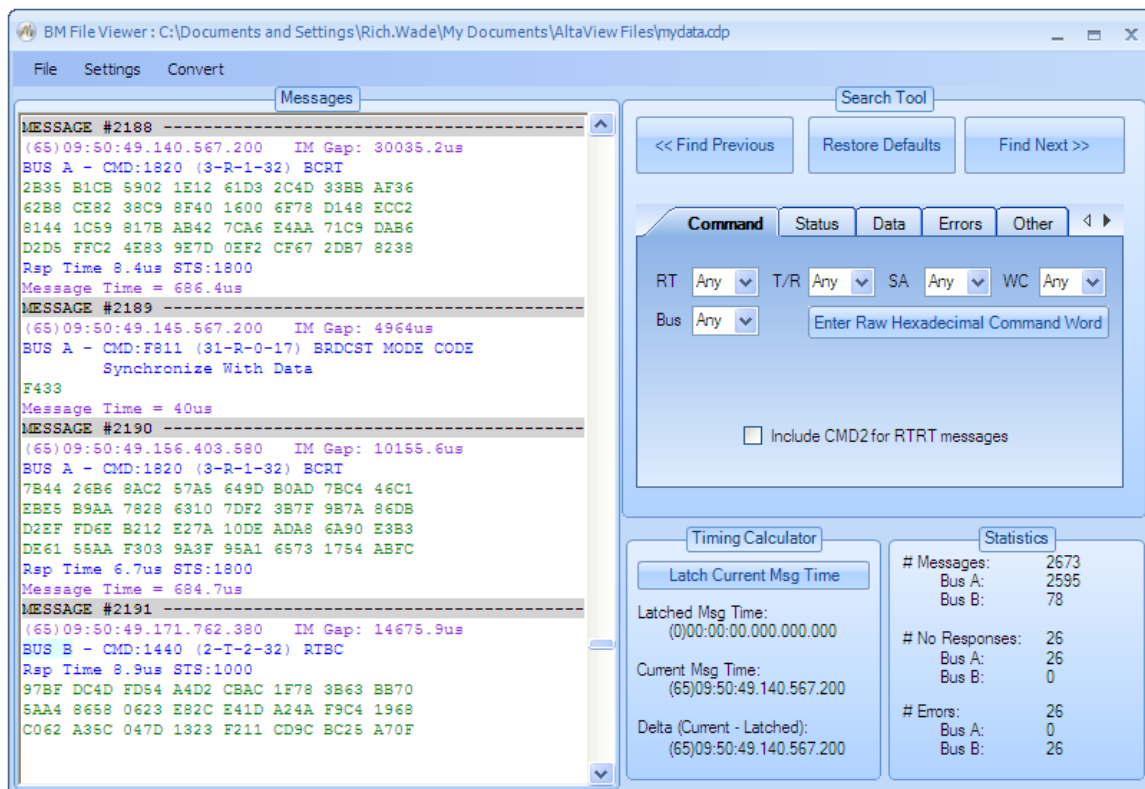 BM File Viewer : C:\Documents and Settings\Rich.Wade\My Documents\AltaView Files\mydata.cdp
File Settings Convert
Messages
MESSAGE #2188 ------------------------------------------
(65)09:50:49.140.567.200 IM Gap: 30035.2us
BUS A - CMD:1820 (3-R-1-32) BCRT
2B35 B1CB 5902 1E12 61D3 2C4D 33BB AF36
62B8 CE82 38C9 8F40 1600 6F78 D148 ECC2
8144 1C59 817B AB42 7CA6 E4AA 71C9 DAB6
D2D5 FFC2 4E83 9E7D 0EF2 CF67 2DB7 8238
Rsp Time 8.4us STS:1800
Message Time = 686.4us
MESSAGE #2189 ------------------------------------------
(65)09:50:49.145.567.200 IM Gap: 4964us
BUS A - CMD:F811 (31-R-0-17) BRDCST MODE CODE
Synchronize With Data
F433
Message Time = 40us
MESSAGE #2190 ------------------------------------------
(65)09:50:49.156.403.580 IM Gap: 10155.6us
BUS A - CMD:1820 (3-R-1-32) BCRT
7B44 26B6 8AC2 57A5 649D B0AD 7BC4 46C1
EBE5 B9AA 7828 6310 7DF2 3B7F 9B7A 86DB
D2EF FD6E B212 E27A 10DE ADA8 6A90 E3B3
DE61 55AA F303 9A3F 95A1 6573 1754 ABFC
Rsp Time 6.7us STS:1800
Message Time = 684.7us
MESSAGE #2191 ------------------------------------------
(65)09:50:49.171.762.380 IM Gap: 14675.9us
BUS B - CMD:1440 (2-T-2-32) RTBC
Rsp Time 8.9us STS:1000
97BF DC4D FD54 A4D2 CBAC 1F78 3B63 BB70
5AA4 8658 0623 E82C E41D A24A F9C4 1968
C062 A35C 047D 1323 F211 CD9C BC25 A70F
Search Tool
<< Find Previous Restore Defaults Find Next >>
Command Status Data Errors Other
RT Any T/R Any SA Any WC Any
Bus Any Enter Raw Hexadecimal Command Word
Include CMD2 for RTRT messages
Timing Calculator
Latch Current Msg Time
Latched Msg Time:
(0)00:00:00.000.000.000
Current Msg Time:
(65)09:50:49.140.567.200
Delta (Current - Latched):
(65)09:50:49.140.567.200
Statistics
# Messages: 2673
Bus A: 2595
Bus B: 78
# No Responses: 26
Bus A: 26
Bus B: 0
# Errors: 26
Bus A: 0
Bus B: 26